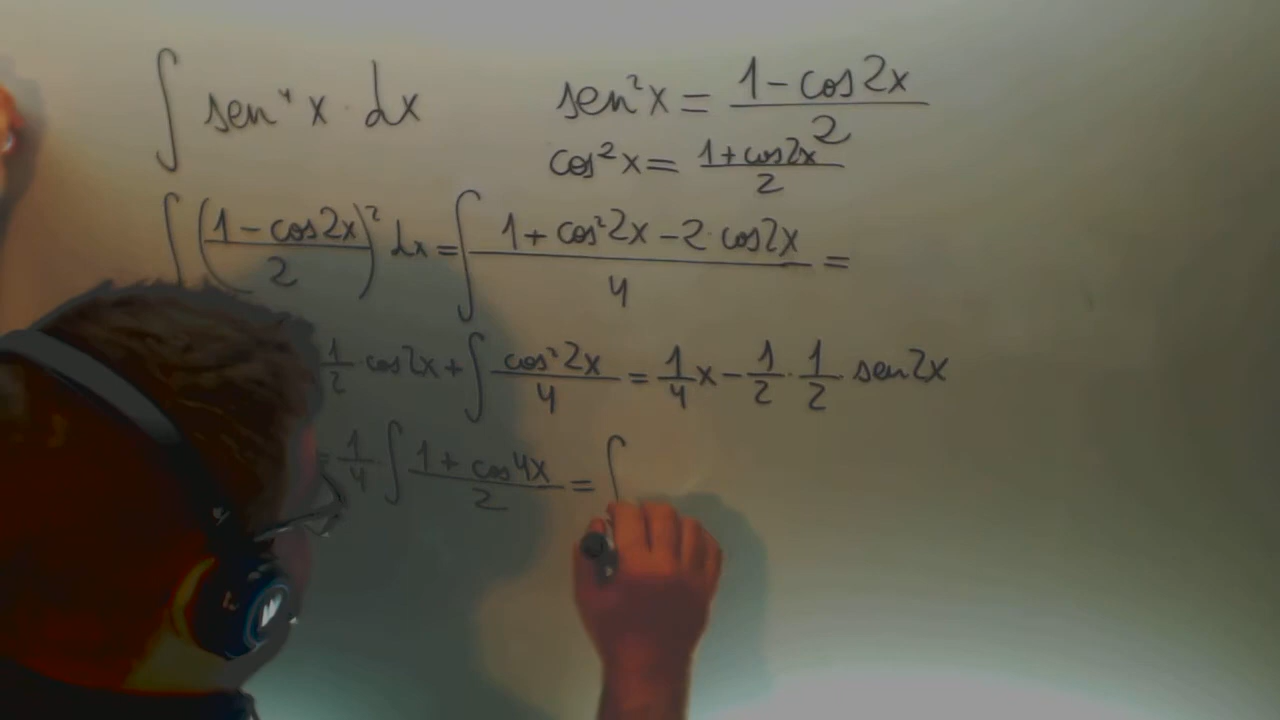 ∫ sen⁴ x · dx    sen²x = (1 - cos2x)/2
cos²x = (1 + cos2x)/2
∫ ((1 - cos2x)/2)² dx = ∫ (1 + cos²2x - 2·cos2x)/4 =
1/2 · cos2x + ∫ cos²2x/4 = 1/4 x - 1/2 · 1/2 · sen2x
= 1/4 ∫ (1 + cos4x)/2 = ∫